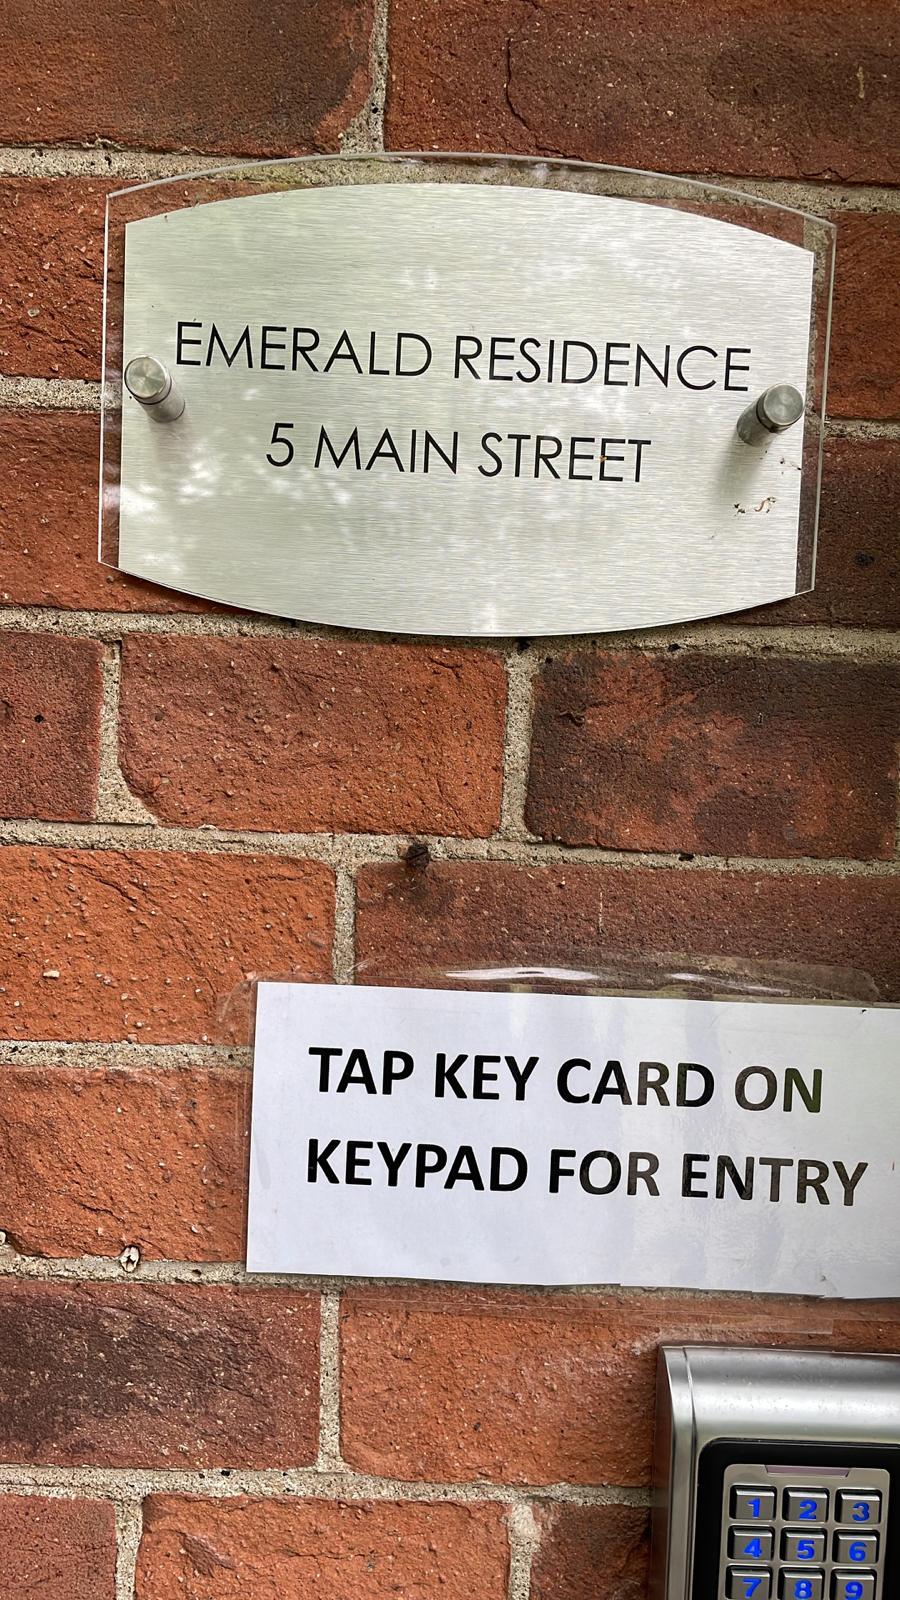 EMERALD RESIDENCE
5 MAIN STREET
TAP KEY CARD ON
KEYPAD FOR ENTRY
1 2 3
4 5 6
7 8 9